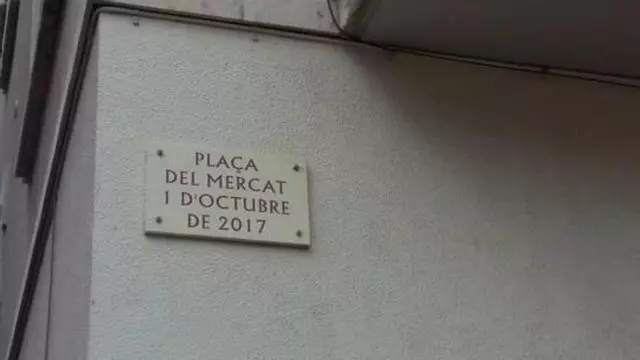 PLAÇA
DEL MERCAT
1 D'OCTUBRE
DE 2017